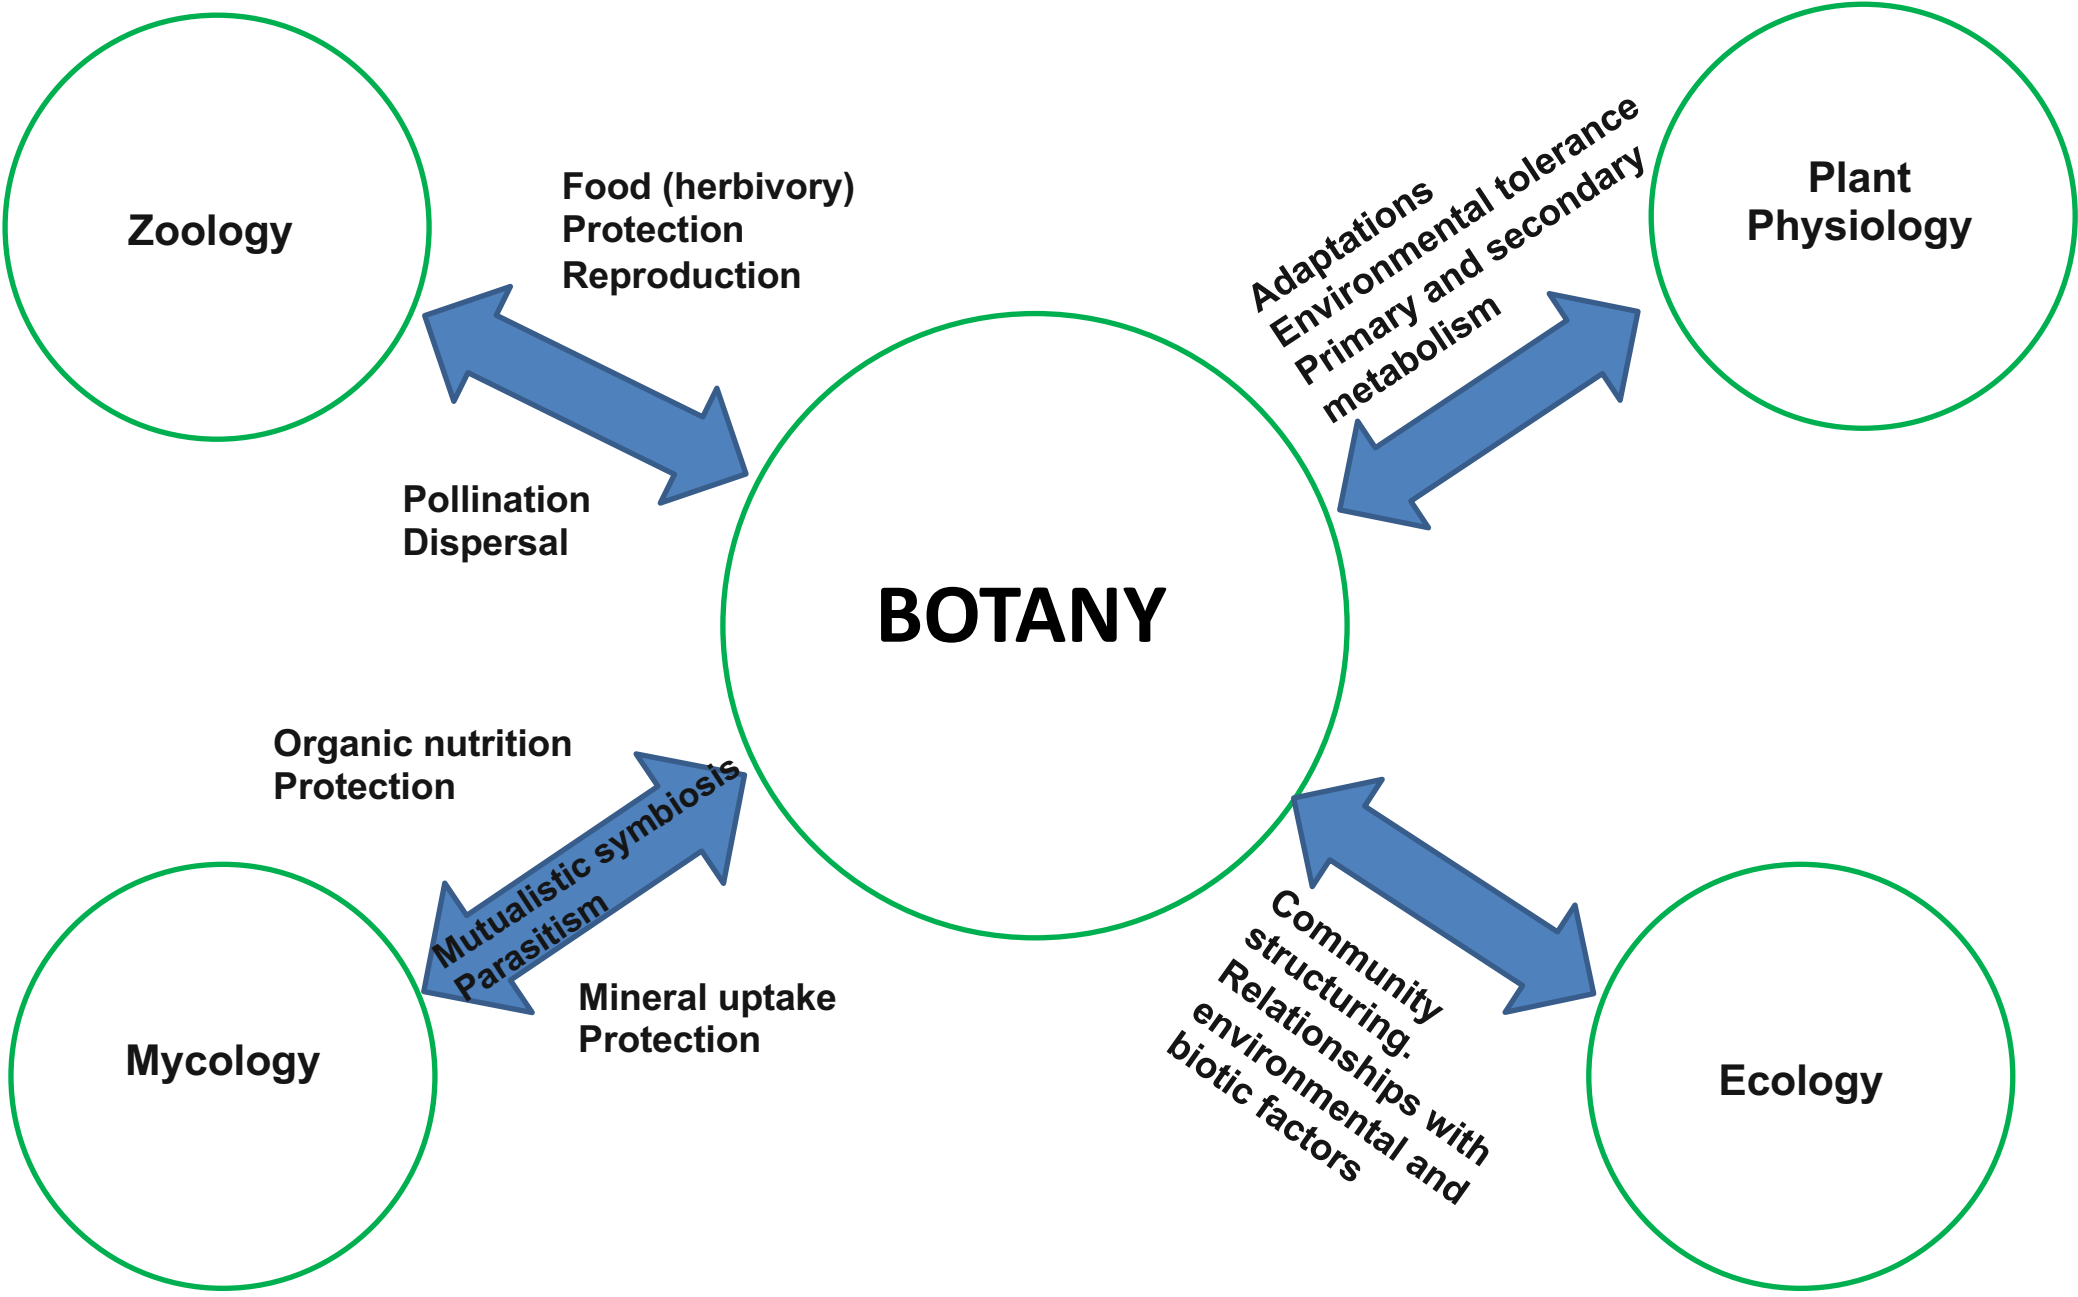 Zoology
Food (herbivory)
Protection
Reproduction
Pollination
Dispersal
Adaptations
Environmental tolerance
Primary and secondary
metabolism
Plant
Physiology
BOTANY
Organic nutrition
Protection
Mutualistic symbiosis
Parasitism
Mineral uptake
Protection
Mycology
Community
structuring.
Relationships with
environmental and
biotic factors
Ecology